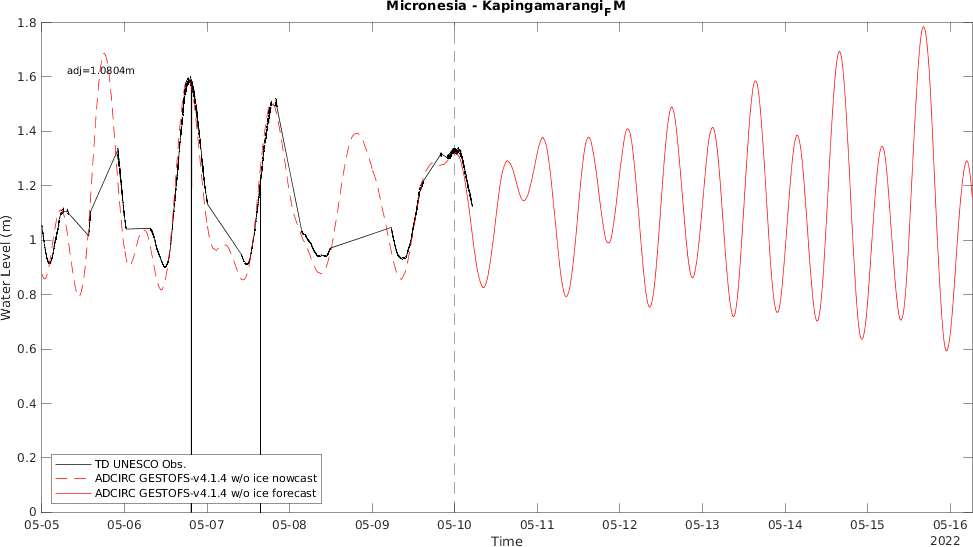 Micronesia - Kapingamarangi_FM
1.8
1.6
1.4
1.2
1
0.8
0.6
0.4
0.2
0
Water Level (m)
adj=1.0804m
TD UNESCO Obs.
ADCIRC GESTOFS-v4.1.4 w/o ice nowcast
ADCIRC GESTOFS-v4.1.4 w/o ice forecast
05-05 05-06 05-07 05-08 05-09 05-10 05-11 05-12 05-13 05-14 05-15 05-16
Time
2022